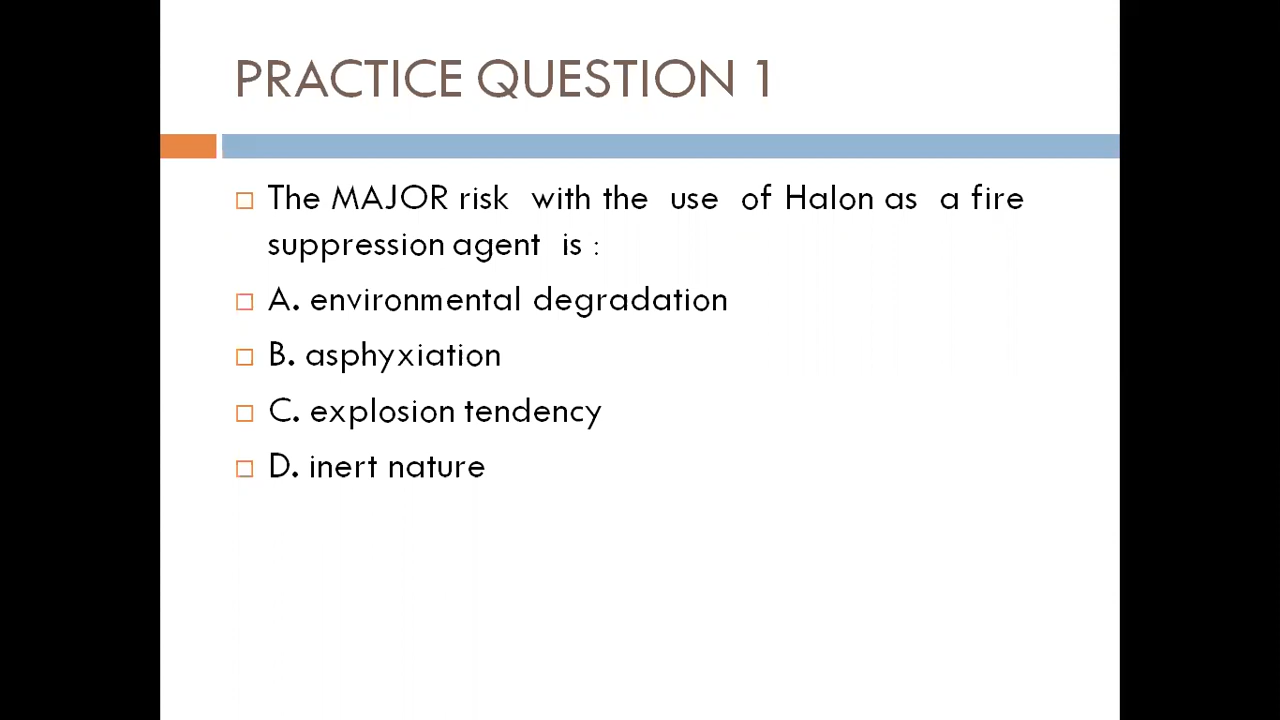 PRACTICE QUESTION 1
The MAJOR risk with the use of Halon as a fire
suppression agent is :
A. environmental degradation
B. asphyxiation
C. explosion tendency
D. inert nature